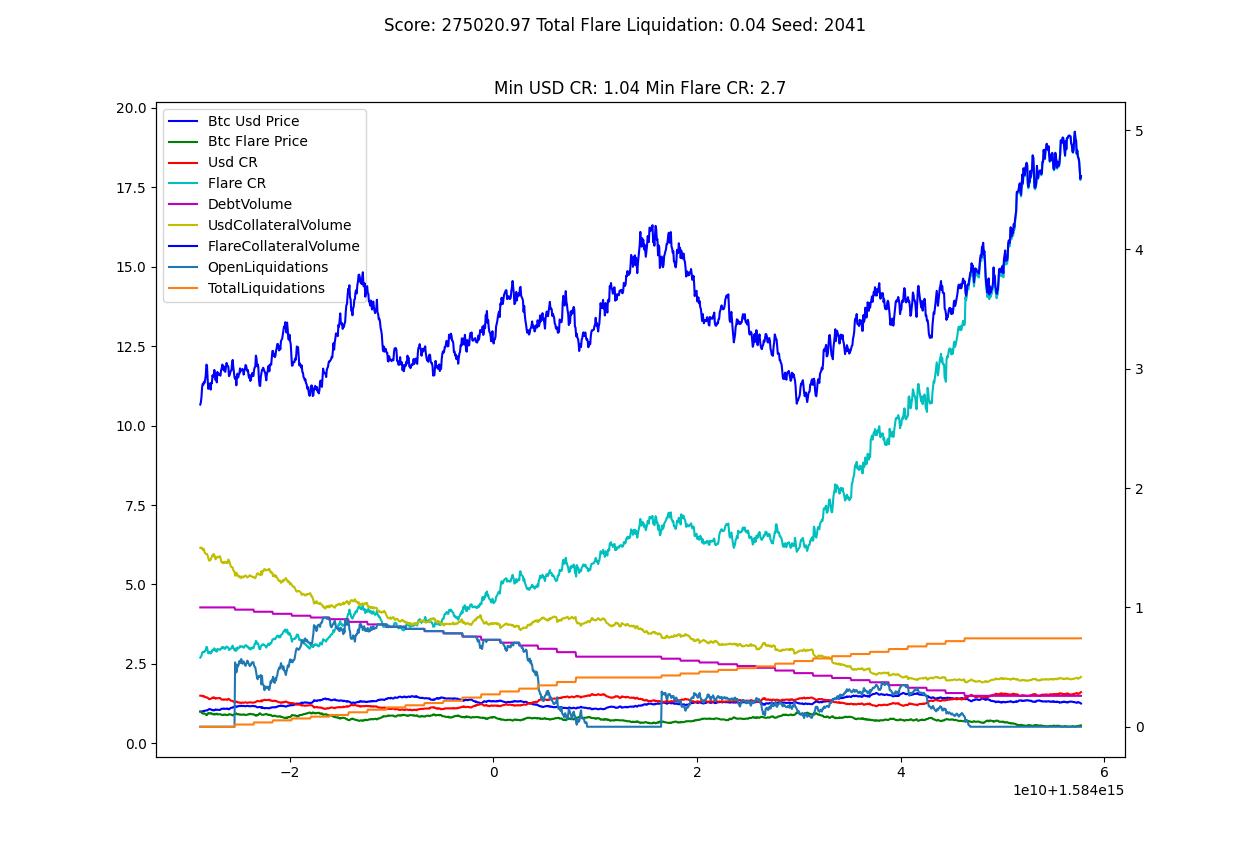 Score: 275020.97 Total Flare Liquidation: 0.04 Seed: 2041
Min USD CR: 1.04 Min Flare CR: 2.7
Btc Usd Price
Btc Flare Price
Usd CR
Flare CR
DebtVolume
UsdCollateralVolume
FlareCollateralVolume
OpenLiquidations
TotalLiquidations
20.0
17.5
15.0
12.5
10.0
7.5
5.0
2.5
0.0
5
4
3
2
1
0
−2
0
2
4
6
1e10+1.584e15